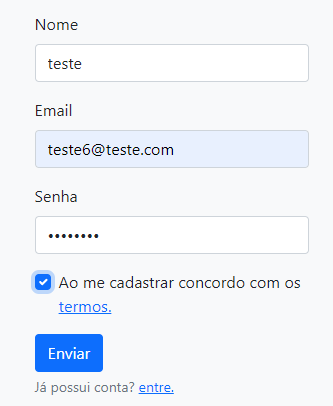 Nome
teste
Email
teste6@teste.com
Senha
••••••••
Ao me cadastrar concordo com os
termos.
Enviar
Já possui conta? entre.